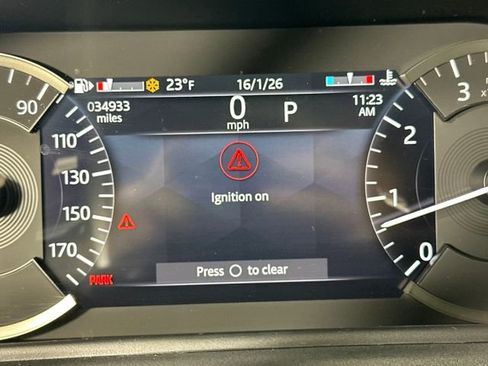 23°F 16/1/26
034933 miles
0 mph
P
11:23 AM
90
110
130
150
170
3
2
1
0
Ignition on
PARK
Press ○ to clear